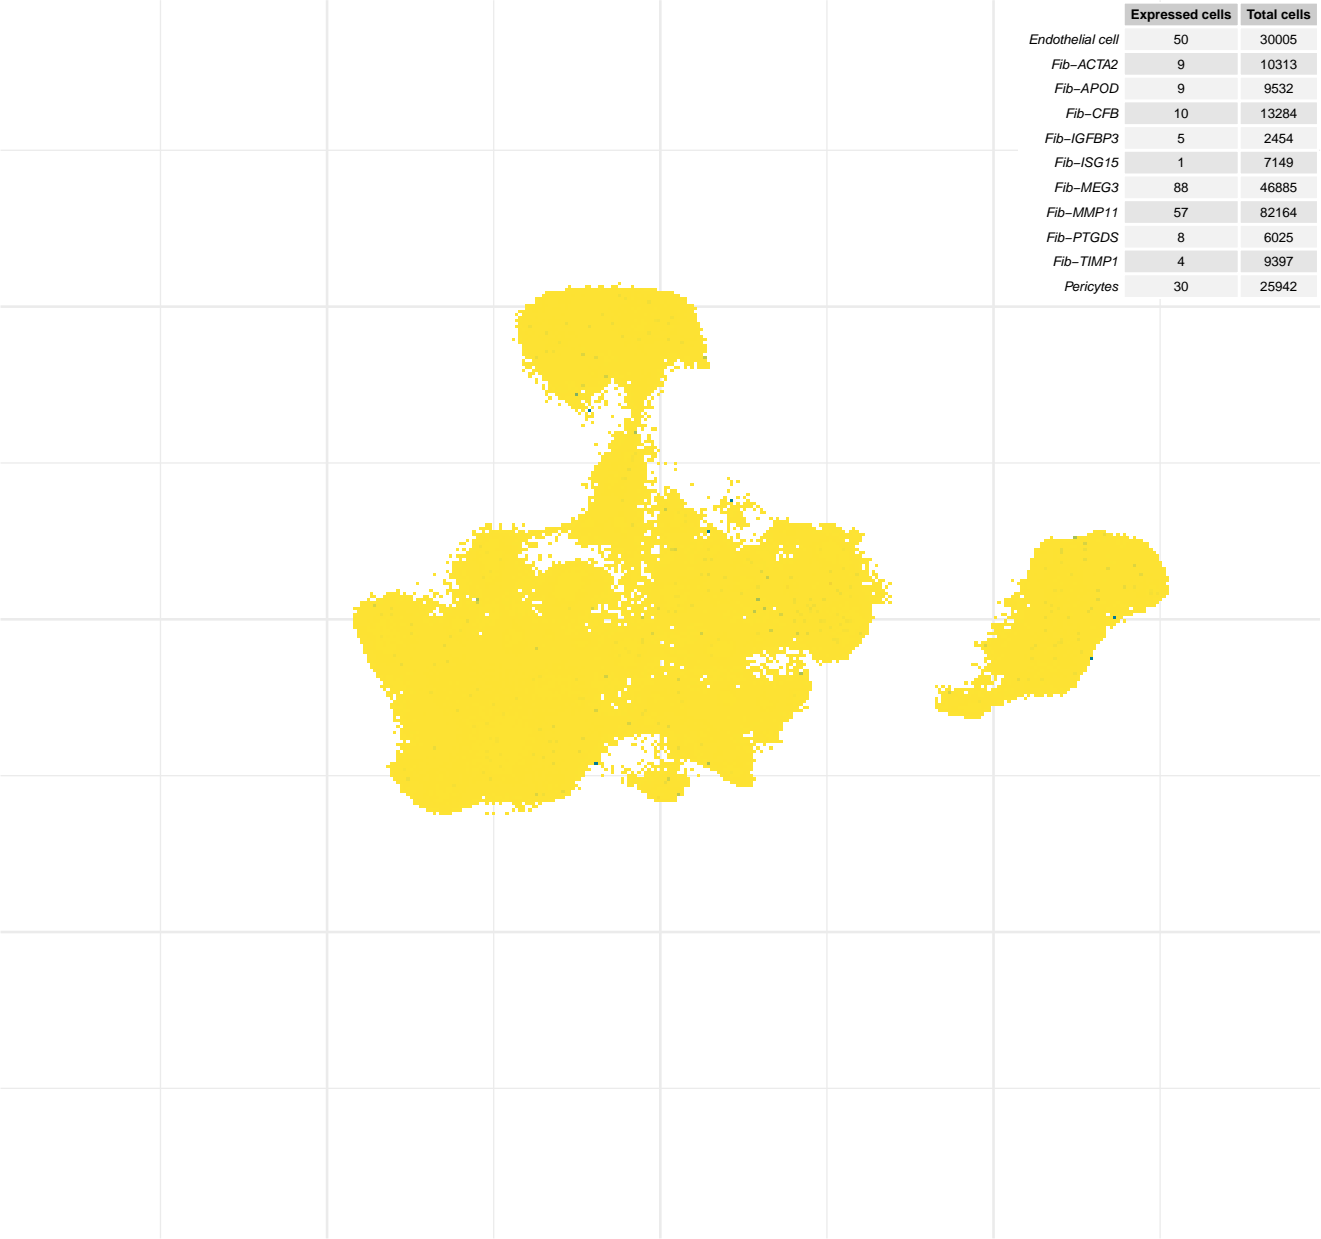 Expressed cells Total cells
Endothelial cell 50 30005
Fib−ACTA2 9 10313
Fib−APOD 9 9532
Fib−CFB 10 13284
Fib−IGFBP3 5 2454
Fib−ISG15 1 7149
Fib−MEG3 88 46885
Fib−MMP11 57 82164
Fib−PTGDS 8 6025
Fib−TIMP1 4 9397
Pericytes 30 25942